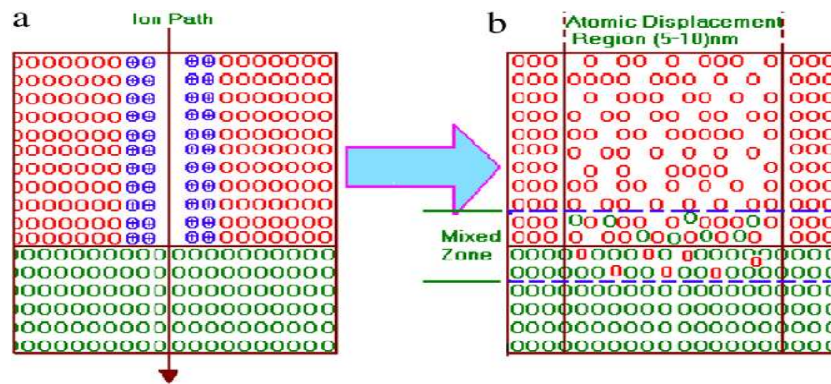 a
Ion Path
b
Atomic Displacement
Region (5-10)nm
Mixed
Zone